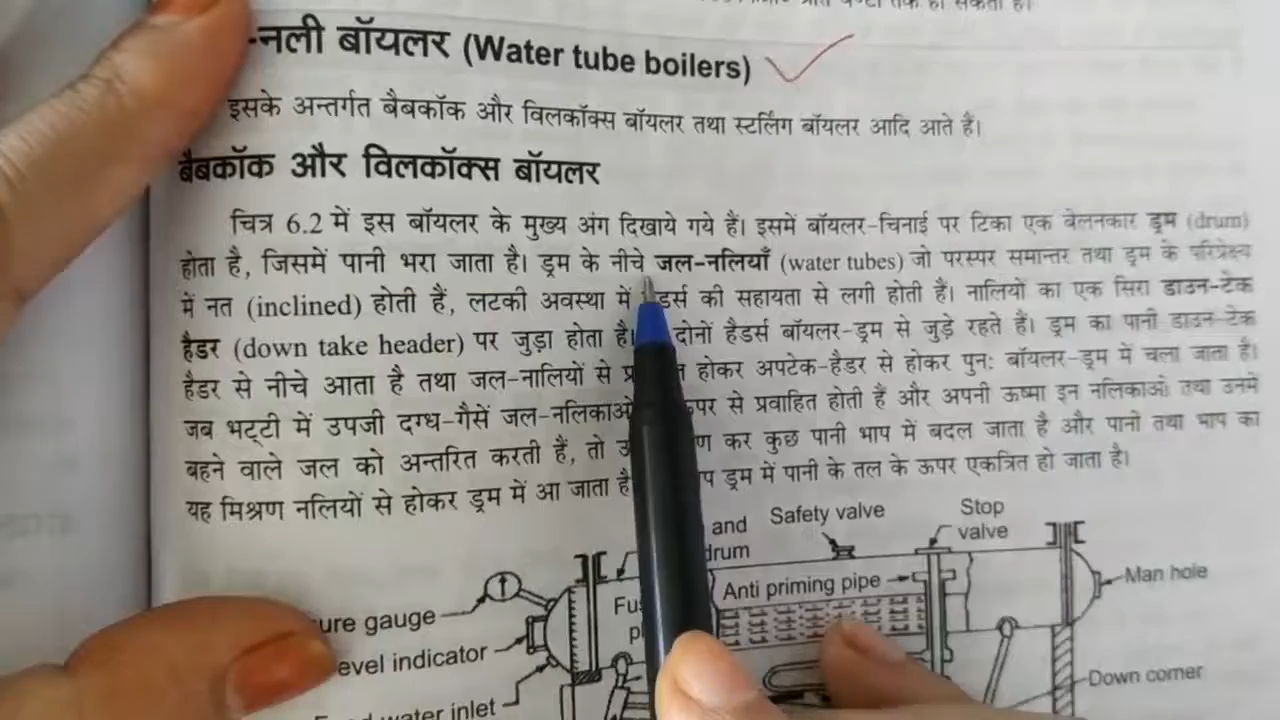 -नली बॉयलर (Water tube boilers)
इसके अन्तर्गत बैबकॉक और विलकॉक्स बॉयलर तथा स्टर्लिंग बॉयलर आदि आते हैं।
बैबकॉक और विलकॉक्स बॉयलर
चित्र 6.2 में इस बॉयलर के मुख्य अंग दिखाये गये हैं। इसमें बॉयलर-चिनाई पर टिका एक बेलनकार ड्रम (drum)
होता है, जिसमें पानी भरा जाता है। ड्रम के नीचे जल-नलियाँ (water tubes) जो परस्पर समान्तर तथा ड्रम के परिप्रेक्ष्य
में नत (inclined) होती हैं, लटकी अवस्था में डर्स की सहायता से लगी होती हैं। नालियों का एक सिरा डाउन-टेक
हैडर (down take header) पर जुड़ा होता है। दोनों हैडर्स बॉयलर-ड्रम से जुड़े रहते हैं। ड्रम का पानी डाउन-टेक
हैडर से नीचे आता है तथा जल-नालियों से होकर अपटेक-हैडर से होकर पुनः बॉयलर-ड्रम में चला जाता है।
जब भट्टी में उपजी दग्ध-गैसें जल-नलिकाओं से प्रवाहित होती हैं और अपनी ऊष्मा इन नलिकाओं तथा उनमें
बहने वाले जल को अन्तरित करती हैं, तो कर कुछ पानी भाप में बदल जाता है और पानी तथा भाप का
यह मिश्रण नलियों से होकर ड्रम में आ जाता है ड्रम में पानी के तल के ऊपर एकत्रित हो जाता है।
and drum
Safety valve
Stop valve
Anti priming pipe
Man hole
ure gauge
evel indicator
water inlet
Down comer